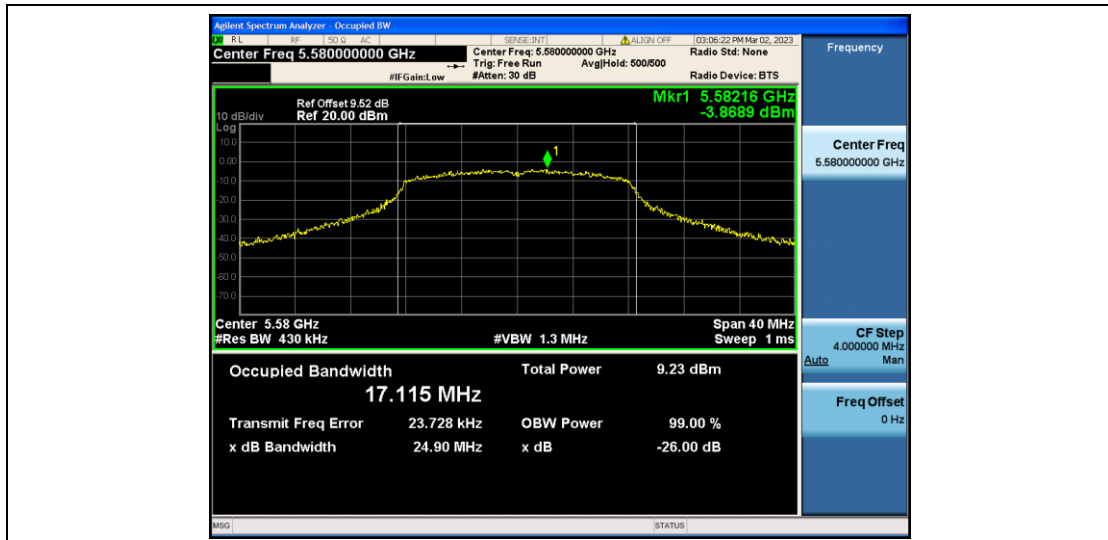 Agilent Spectrum Analyzer - Occupied BW
RL RF 50 Ω AC SENSE:INT ALIGN OFF 03:06:22 PM Mar 02, 2023
Center Freq 5.580000000 GHz Center Freq: 5.580000000 GHz Radio Std: None Frequency
Trig: Free Run Avg|Hold: 500/500
#IFGain:Low #Atten: 30 dB Radio Device: BTS
Ref Offset 9.52 dB Mkr1 5.58216 GHz
10 dB/div Ref 20.00 dBm -3.8689 dBm
Log
10.0
0.00
-10.0
-20.0
-30.0
-40.0
-50.0
-60.0
-70.0
1
Center 5.58 GHz Span 40 MHz
#Res BW 430 kHz #VBW 1.3 MHz Sweep 1 ms
Occupied Bandwidth Total Power 9.23 dBm
17.115 MHz
Transmit Freq Error 23.728 kHz OBW Power 99.00 %
x dB Bandwidth 24.90 MHz x dB -26.00 dB
Center Freq
5.580000000 GHz
CF Step
4.000000 MHz
Auto Man
Freq Offset
0 Hz
MSG STATUS